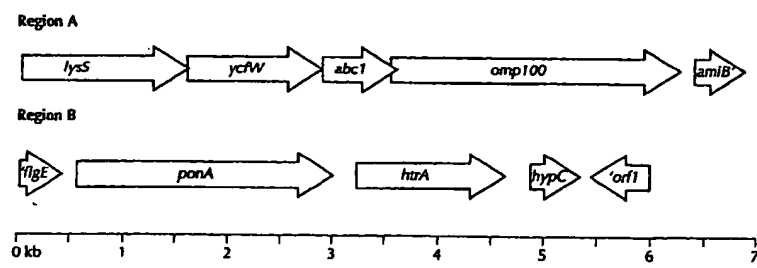 Region A
lysS ycfW abc1 omp100 amiB'
Region B
'flgE ponA htrA hypC 'orf1
0 kb 1 2 3 4 5 6 7